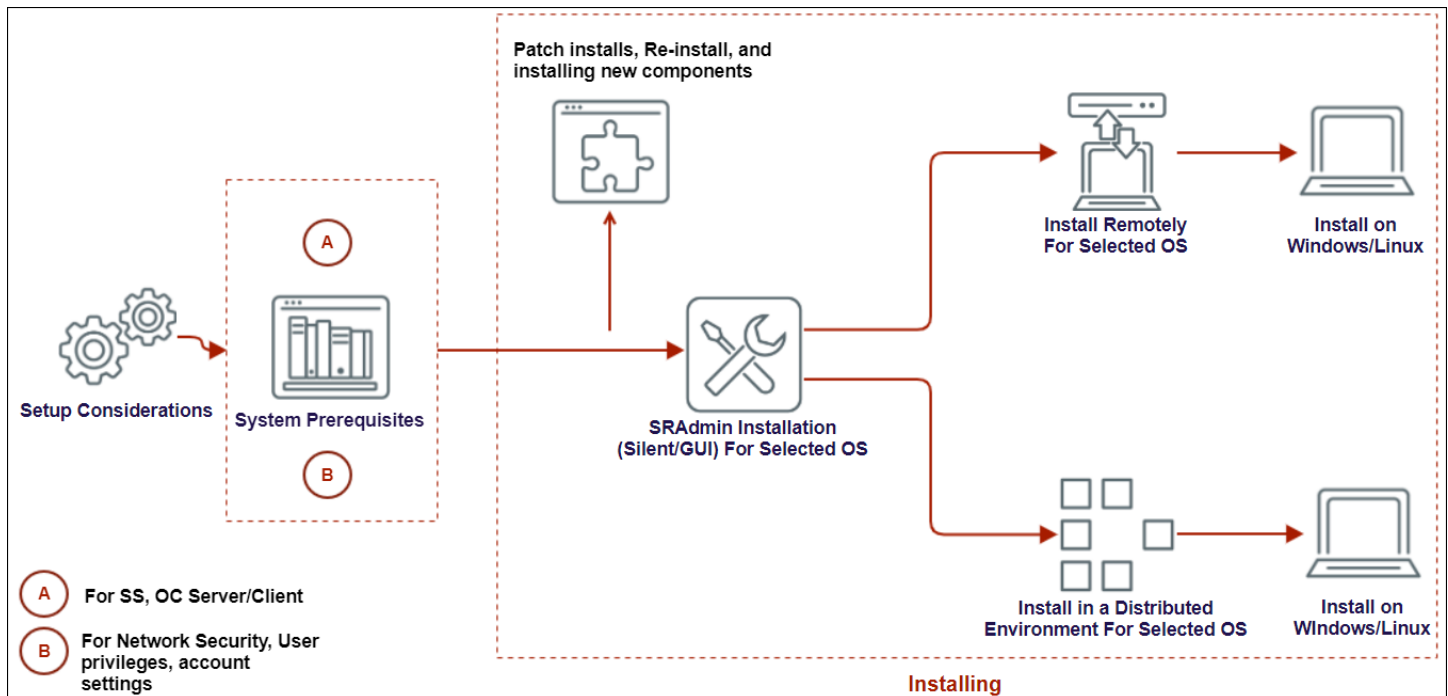 Patch installs, Re-install, and
installing new components
A
Setup Considerations
System Prerequisites
B
SRAdmin Installation
(Silent/GUI) For Selected OS
Install Remotely
For Selected OS
Install on
Windows/Linux
Install in a Distributed
Environment For Selected OS
Install on
WIndows/Linux
A
For SS, OC Server/Client
B
For Network Security, User
privileges, account
settings
Installing